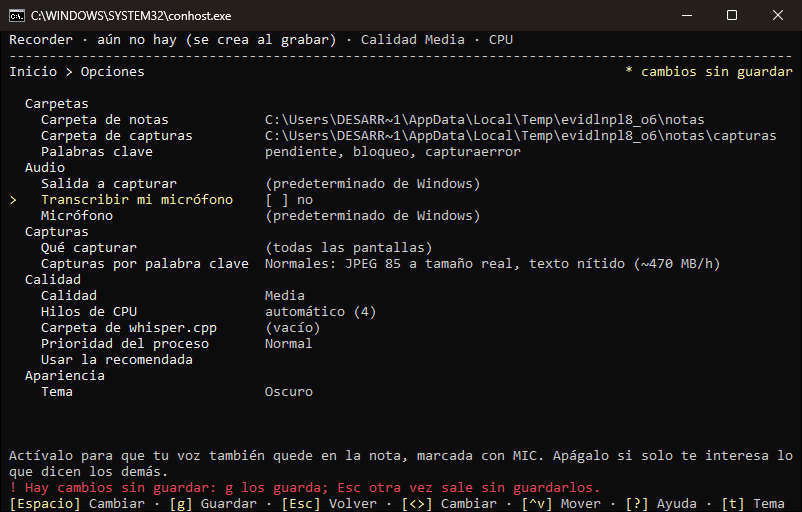 C:\WINDOWS\SYSTEM32\conhost.exe
Recorder · aún no hay (se crea al grabar) · Calidad Media · CPU
Inicio > Opciones * cambios sin guardar
Carpetas
Carpeta de notas C:\Users\DESARR~1\AppData\Local\Temp\evidlnpl8_o6\notas
Carpeta de capturas C:\Users\DESARR~1\AppData\Local\Temp\evidlnpl8_o6\notas\capturas
Palabras clave pendiente, bloqueo, capturaerror
Audio
Salida a capturar (predeterminado de Windows)
> Transcribir mi micrófono [ ] no
Micrófono (predeterminado de Windows)
Capturas
Qué capturar (todas las pantallas)
Capturas por palabra clave Normales: JPEG 85 a tamaño real, texto nítido (~470 MB/h)
Calidad
Calidad Media
Hilos de CPU automático (4)
Carpeta de whisper.cpp (vacío)
Prioridad del proceso Normal
Usar la recomendada
Apariencia
Tema Oscuro
Actívalo para que tu voz también quede en la nota, marcada con MIC. Apágalo si solo te interesa lo
que dicen los demás.
! Hay cambios sin guardar: g los guarda; Esc otra vez sale sin guardarlos.
[Espacio] Cambiar · [g] Guardar · [Esc] Volver · [<>] Cambiar · [^v] Mover · [?] Ayuda · [t] Tema